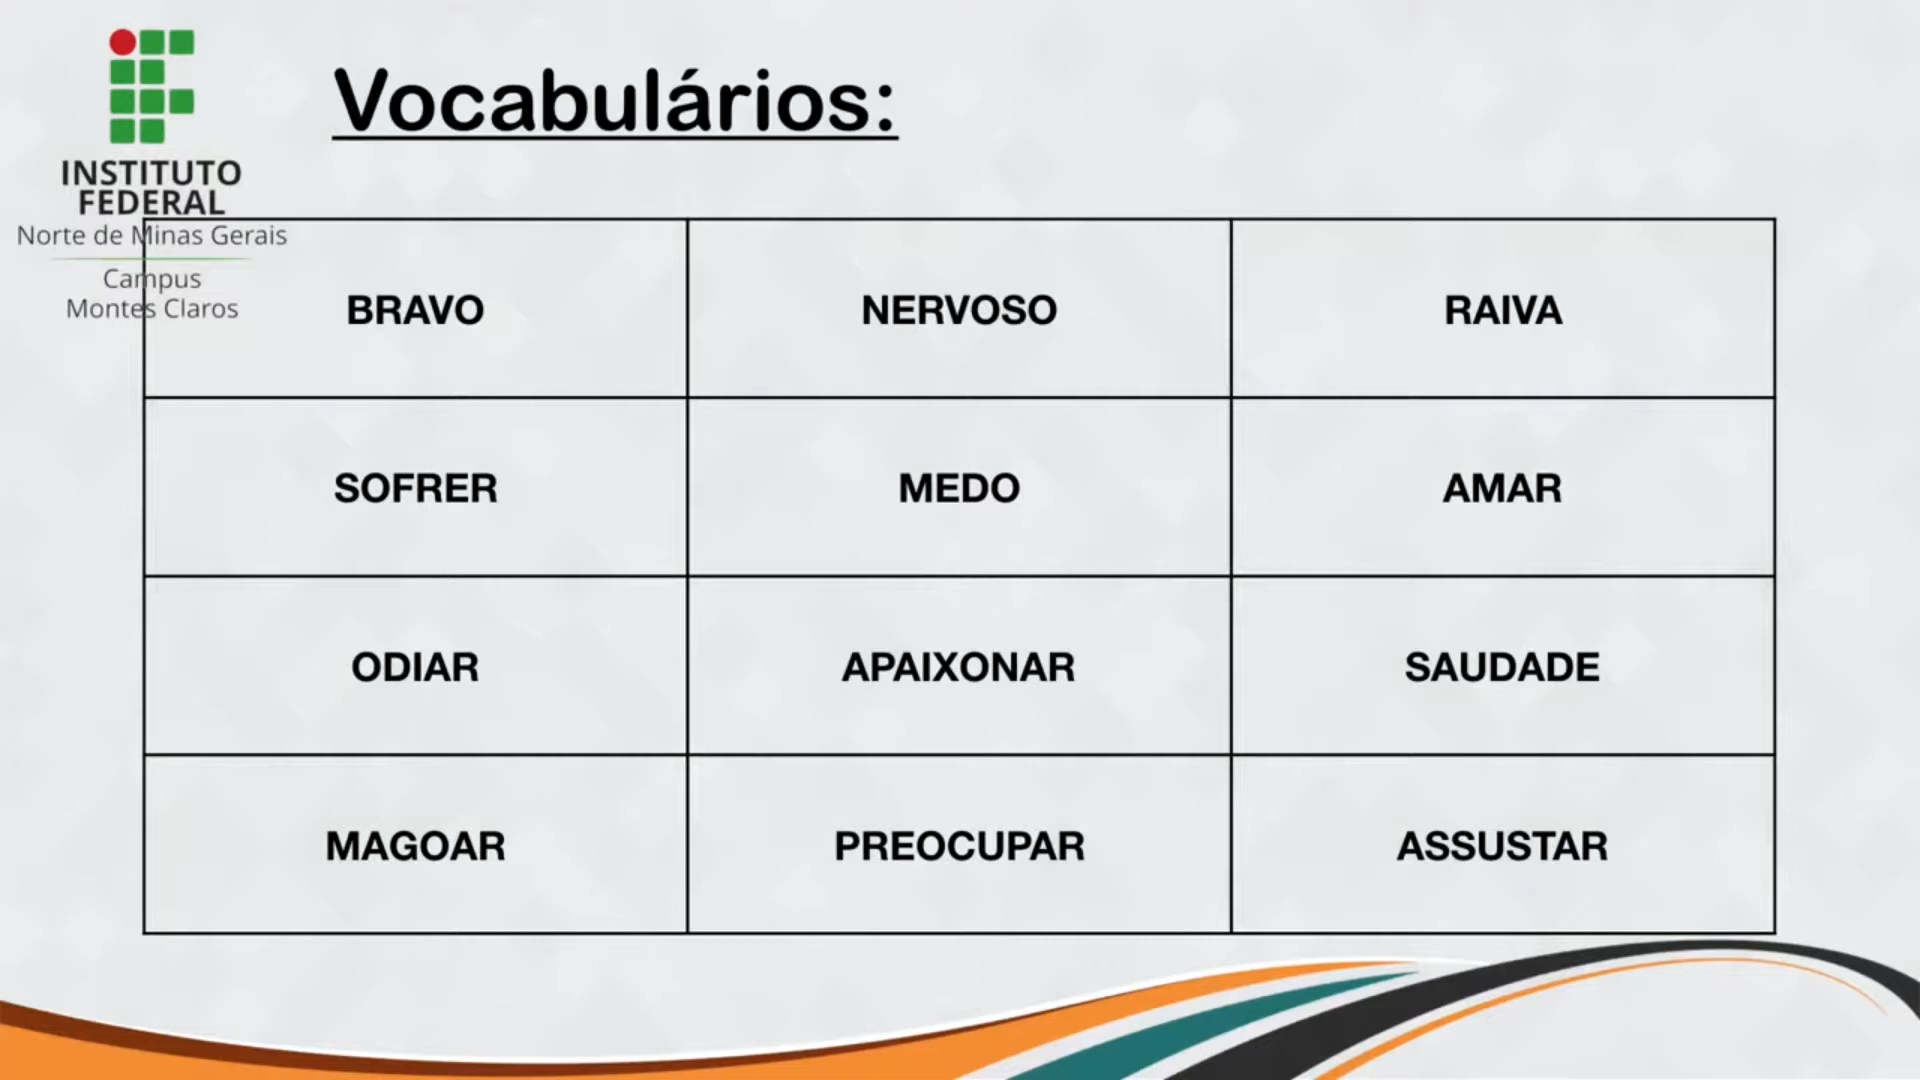 INSTITUTO
FEDERAL
Norte de Minas Gerais
Campus
Montes Claros
Vocabulários:
BRAVO NERVOSO RAIVA
SOFRER MEDO AMAR
ODIAR APAIXONAR SAUDADE
MAGOAR PREOCUPAR ASSUSTAR